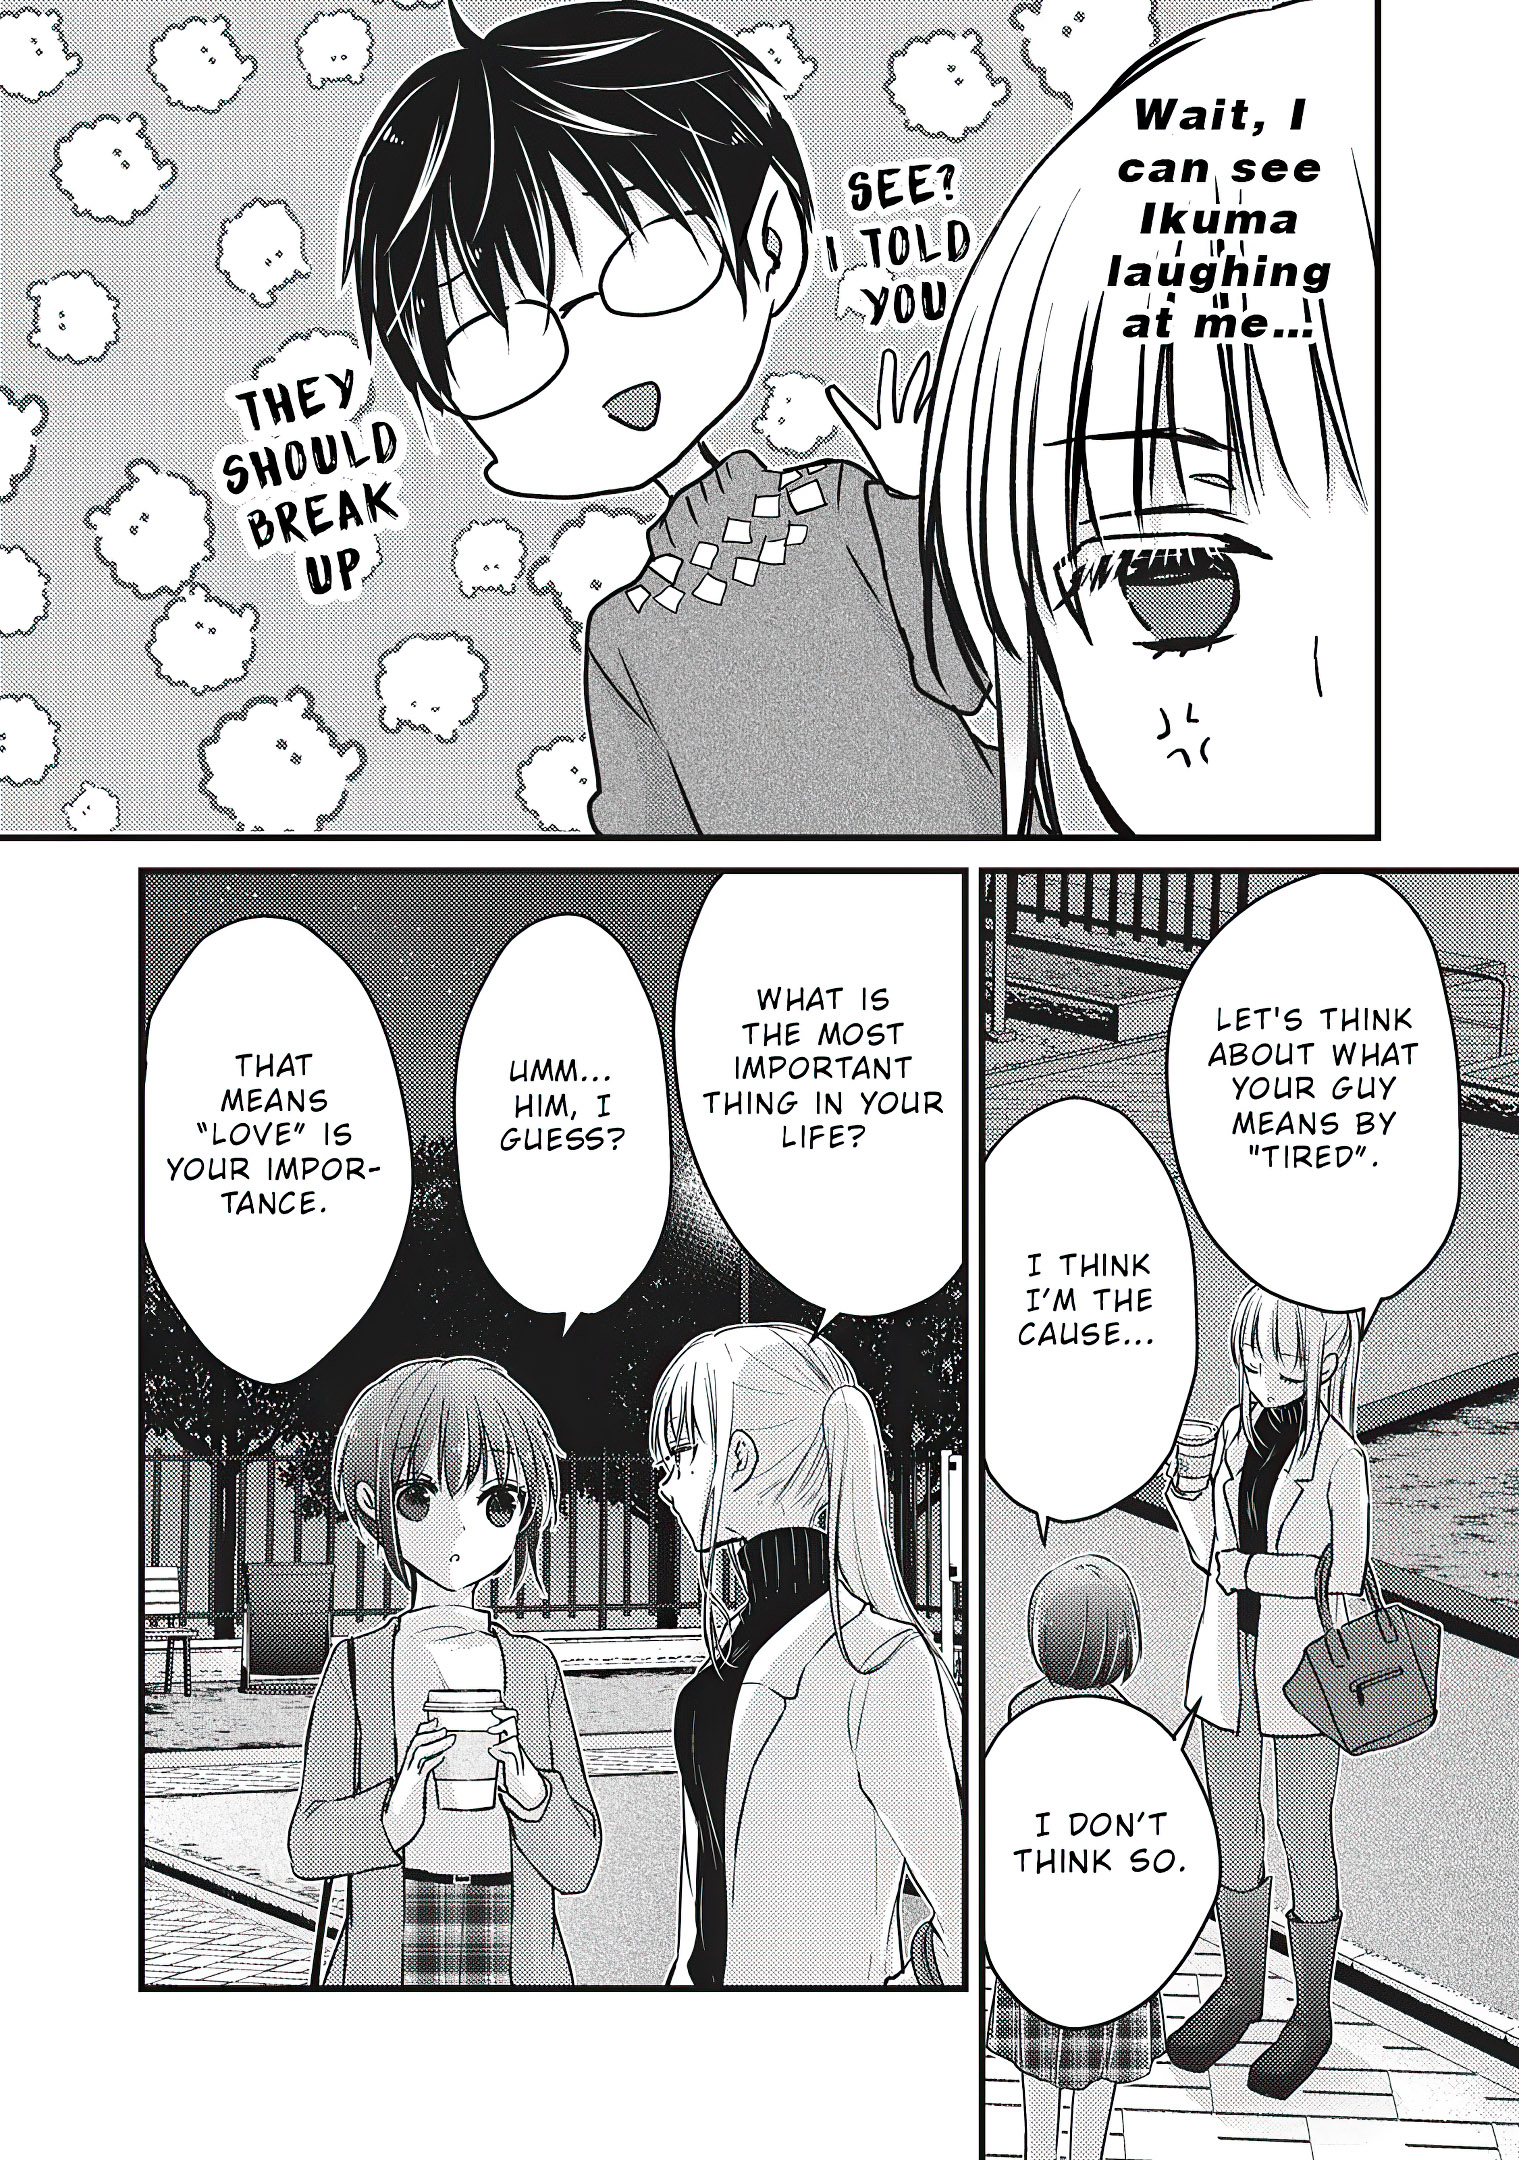 Wait, I
can see
Ikuma
laughing
at me...
SEE?
I TOLD
YOU
THEY
SHOULD
BREAK
UP
LET'S THINK
ABOUT WHAT
YOUR GUY
MEANS BY
"TIRED".
I THINK
I'M THE
CAUSE...
I DON'T
THINK SO.
WHAT IS
THE MOST
IMPORTANT
THING IN YOUR
LIFE?
UMM...
HIM, I
GUESS?
THAT
MEANS
"LOVE" IS
YOUR IMPOR-
TANCE.